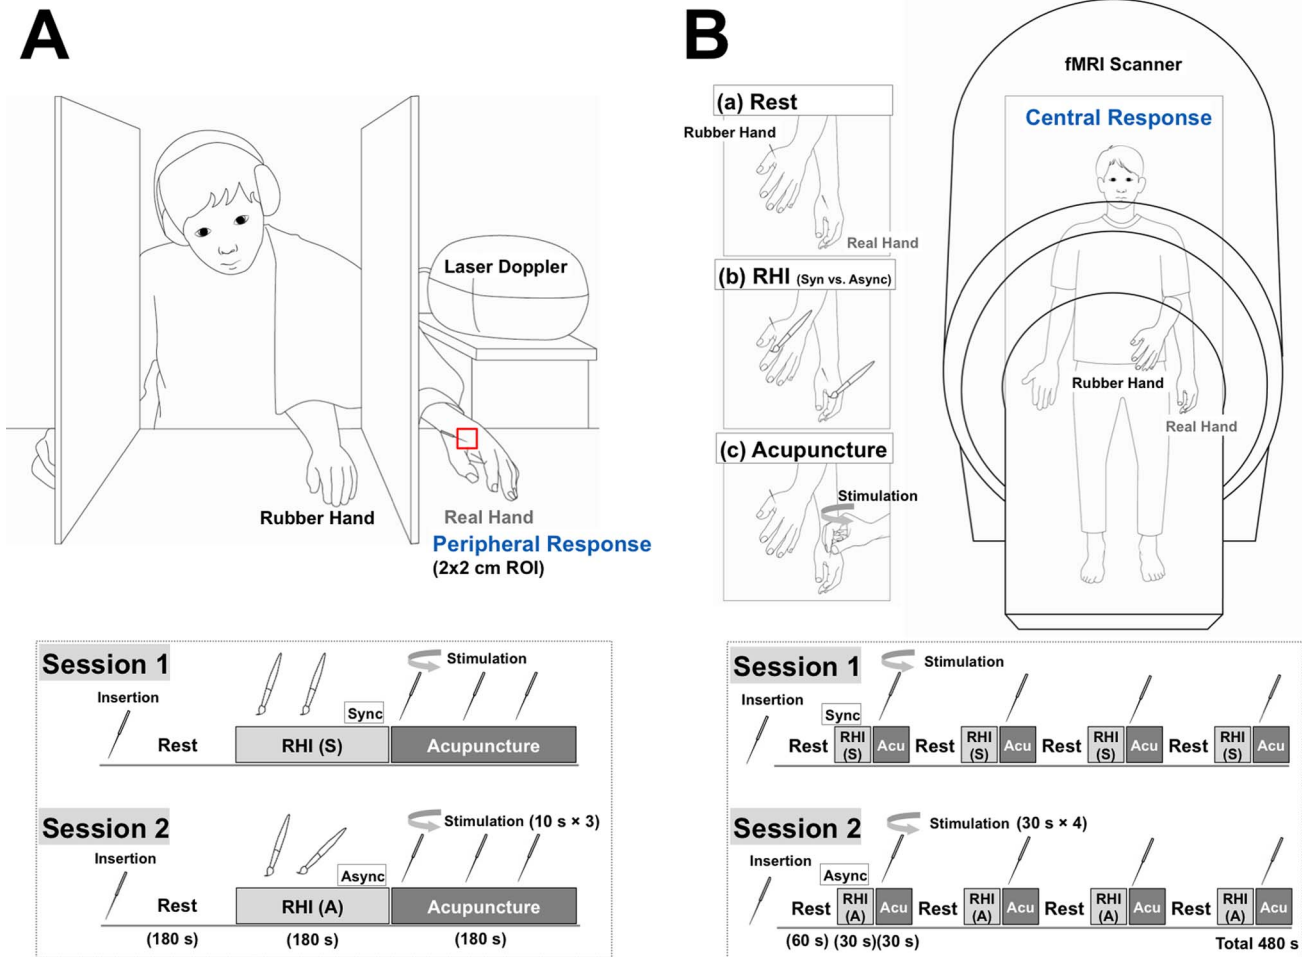 A
Laser Doppler
Rubber Hand
Real Hand
Peripheral Response
(2x2 cm ROI)
Session 1
Insertion
Stimulation
Sync
Rest
RHI (S)
Acupuncture
Session 2
Insertion
Stimulation (10 s × 3)
Async
Rest
RHI (A)
Acupuncture
(180 s)
(180 s)
(180 s)
B
(a) Rest
Rubber Hand
Real Hand
(b) RHI (Syn vs. Async)
(c) Acupuncture
Stimulation
fMRI Scanner
Central Response
Rubber Hand
Real Hand
Session 1
Insertion
Stimulation
Sync
Rest
RHI
(S)
Acu
Rest
RHI
(S)
Acu
Rest
RHI
(S)
Acu
Rest
RHI
(S)
Acu
Session 2
Insertion
Stimulation (30 s × 4)
Async
Rest
RHI
(A)
Acu
Rest
RHI
(A)
Acu
Rest
RHI
(A)
Acu
Rest
RHI
(A)
Acu
(60 s) (30 s)(30 s)
Total 480 s